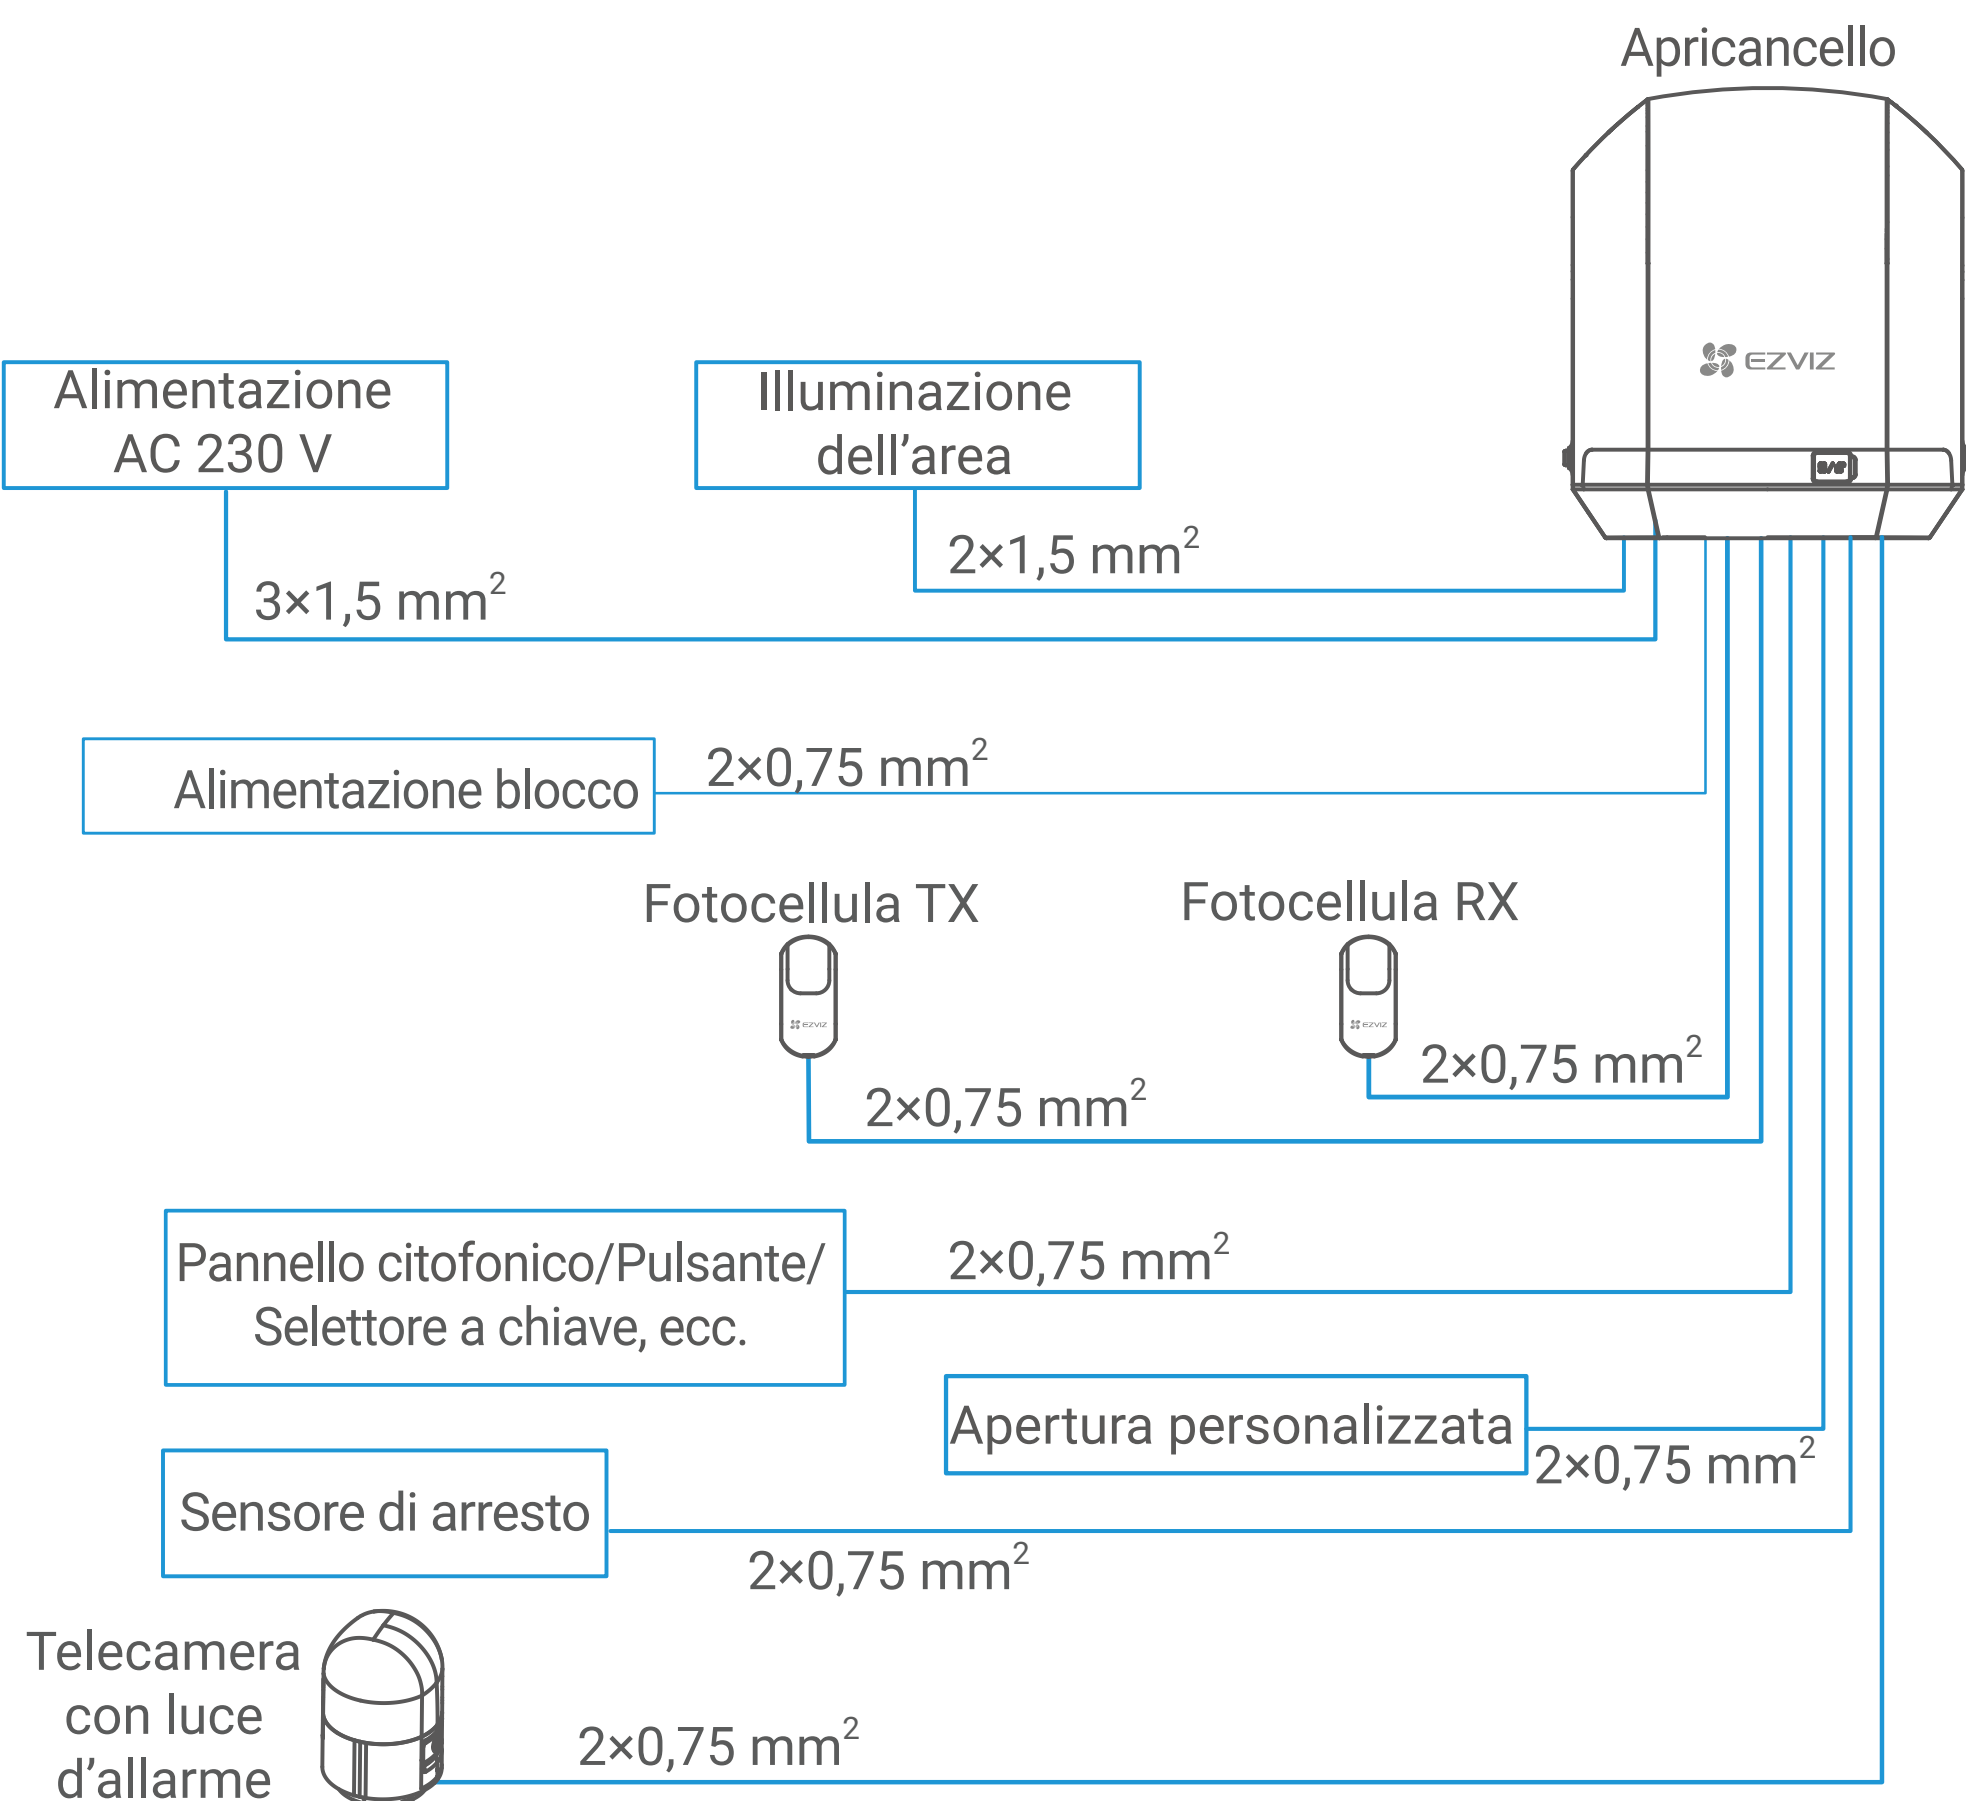 Apricancello
EZVIZ
Alimentazione
AC 230 V
Illuminazione
dell’area
2×1,5 mm²
3×1,5 mm²
Alimentazione blocco
2×0,75 mm²
Fotocellula TX
Fotocellula RX
EZVIZ
EZVIZ
2×0,75 mm²
2×0,75 mm²
Pannello citofonico/Pulsante/
Selettore a chiave, ecc.
2×0,75 mm²
Apertura personalizzata
2×0,75 mm²
Sensore di arresto
2×0,75 mm²
Telecamera
con luce
d’allarme
2×0,75 mm²